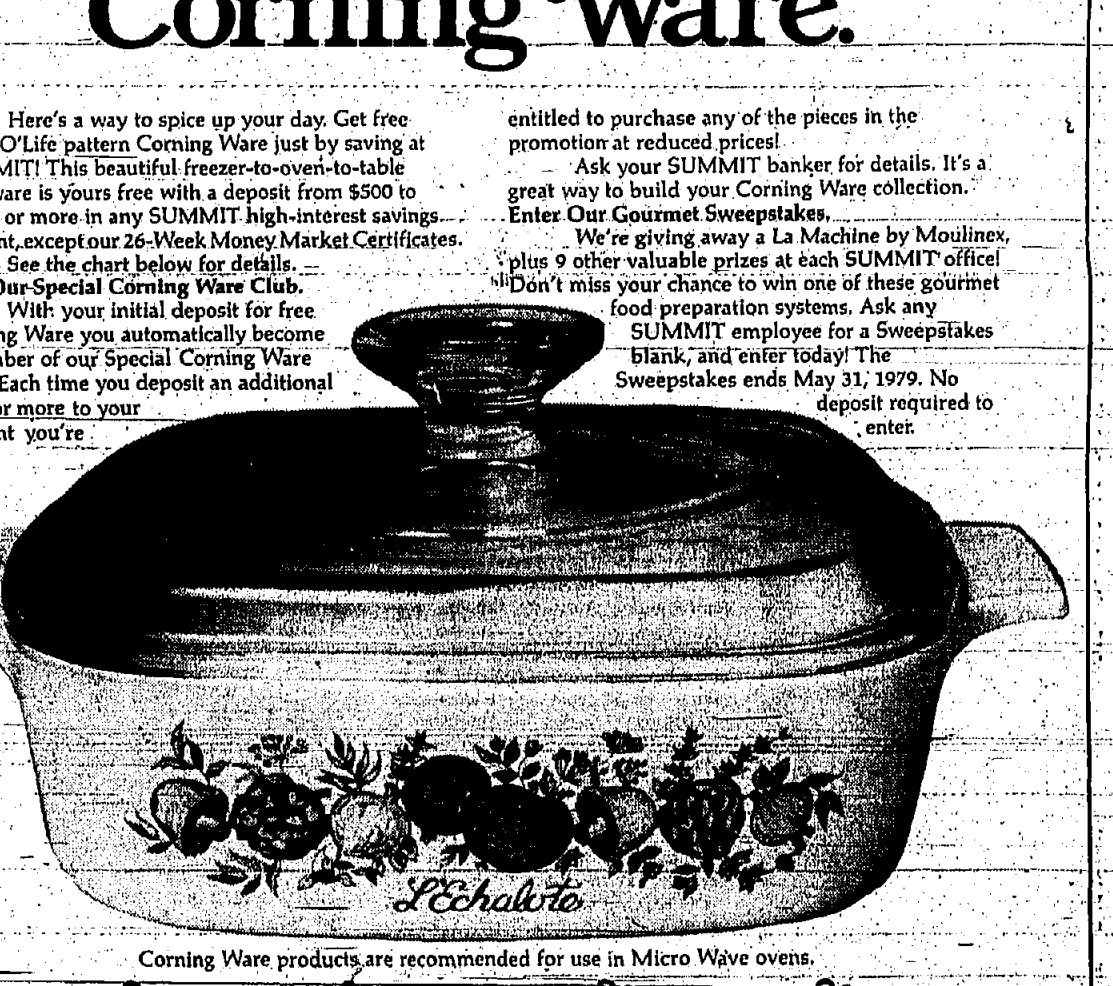 Corning Ware.
Here's a way to spice up your day. Get free
O'Life pattern Corning Ware just by saving at
MIT! This beautiful freezer-to-oven-to-table
ware is yours free with a deposit from $500 to
or more in any SUMMIT high-interest savings
nt, except our 26-Week Money Market Certificates.
See the chart below for details.
Our Special Corning Ware Club.
With your initial deposit for free
ng Ware you automatically become
ber of our Special Corning Ware
Each time you deposit an additional
or more to your
nt you're
entitled to purchase any of the pieces in the
promotion at reduced prices!
Ask your SUMMIT banker for details. It's a
great way to build your Corning Ware collection.
Enter Our Gourmet Sweepstakes.
We're giving away a La Machine by Moulinex,
plus 9 other valuable prizes at each SUMMIT office!
Don't miss your chance to win one of these gourmet
food preparation systems. Ask any
SUMMIT employee for a Sweepstakes
blank, and enter today! The
Sweepstakes ends May 31, 1979. No
deposit required to
enter.
L'Echalote
Corning Ware products are recommended for use in Micro Wave ovens.